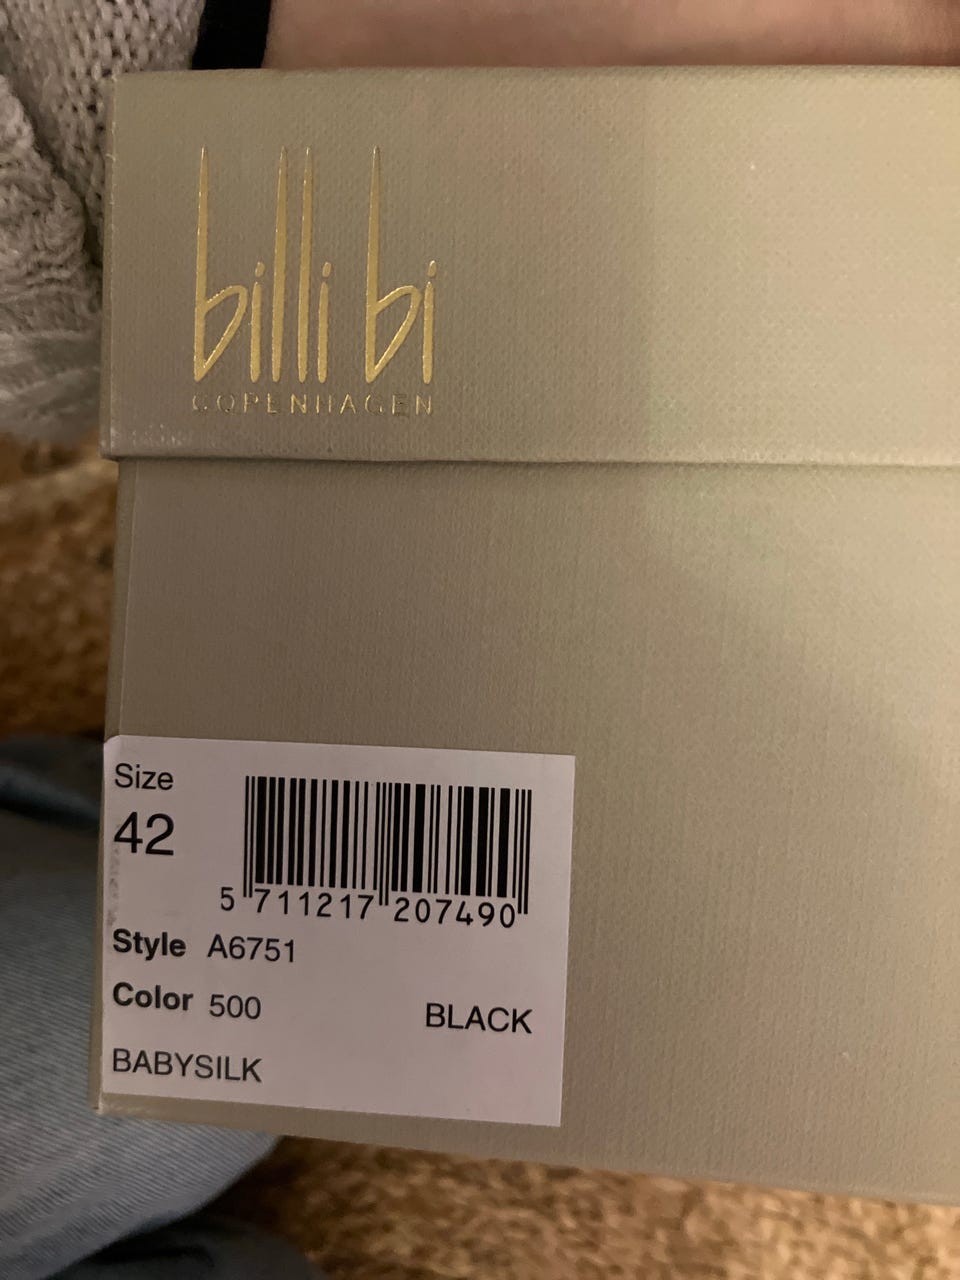 billi bi
COPENHAGEN
Size
42
5 711217 207490
Style A6751
Color 500 BLACK
BABYSILK